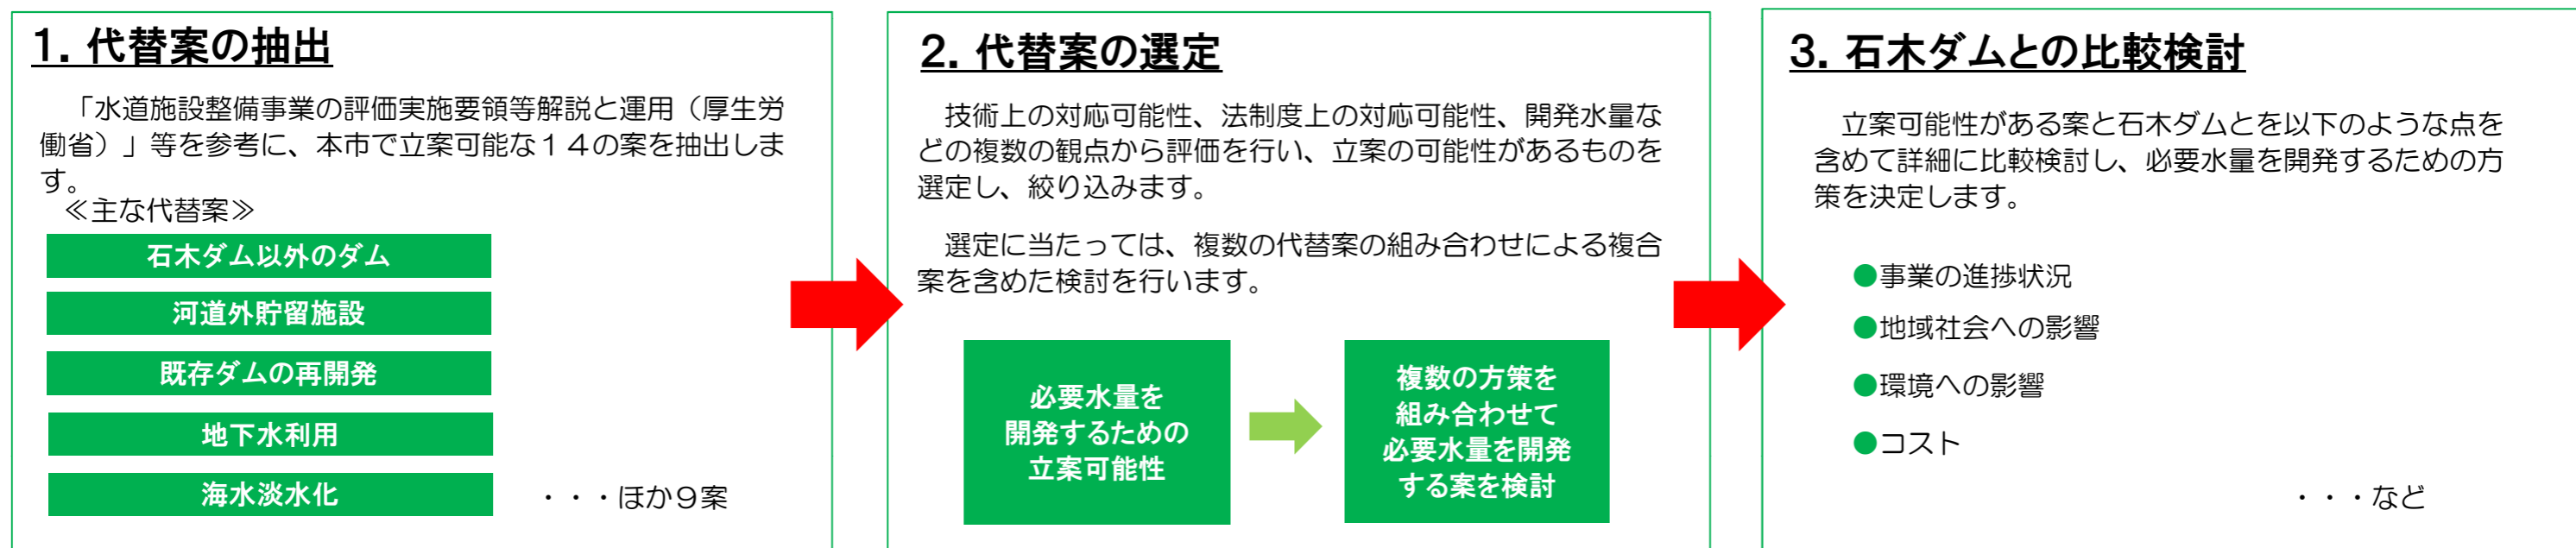 1. 代替案の抽出
「水道施設整備事業の評価実施要領等解説と運用（厚生労
働省）」等を参考に、本市で立案可能な１４の案を抽出しま
す。
≪主な代替案≫
石木ダム以外のダム
河道外貯留施設
既存ダムの再開発
地下水利用
海水淡水化
・・・ほか９案
2. 代替案の選定
技術上の対応可能性、法制度上の対応可能性、開発水量な
どの複数の観点から評価を行い、立案の可能性があるものを
選定し、絞り込みます。
選定に当たっては、複数の代替案の組み合わせによる複合
案を含めた検討を行います。
必要水量を
開発するための
立案可能性
複数の方策を
組み合わせて
必要水量を開発
する案を検討
3. 石木ダムとの比較検討
立案可能性がある案と石木ダムとを以下のような点を
含めて詳細に比較検討し、必要水量を開発するための方
策を決定します。
●事業の進捗状況
●地域社会への影響
●環境への影響
●コスト
・・・など